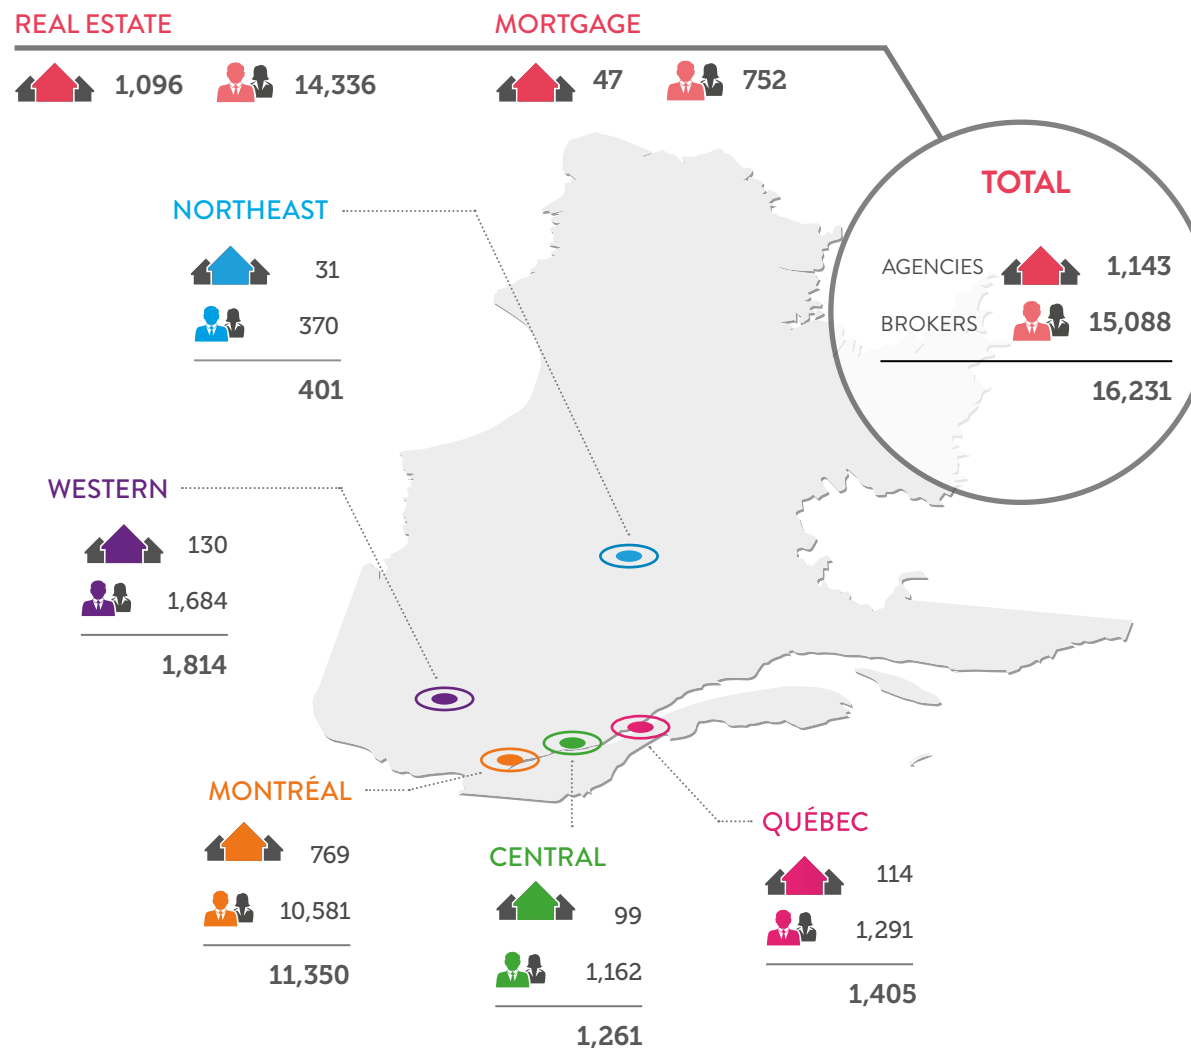 REAL ESTATE
1,096 14,336
MORTGAGE
47 752
TOTAL
AGENCIES 1,143
BROKERS 15,088
16,231
NORTHEAST
31
370
401
WESTERN
130
1,684
1,814
MONTRÉAL
769
10,581
11,350
CENTRAL
99
1,162
1,261
QUÉBEC
114
1,291
1,405